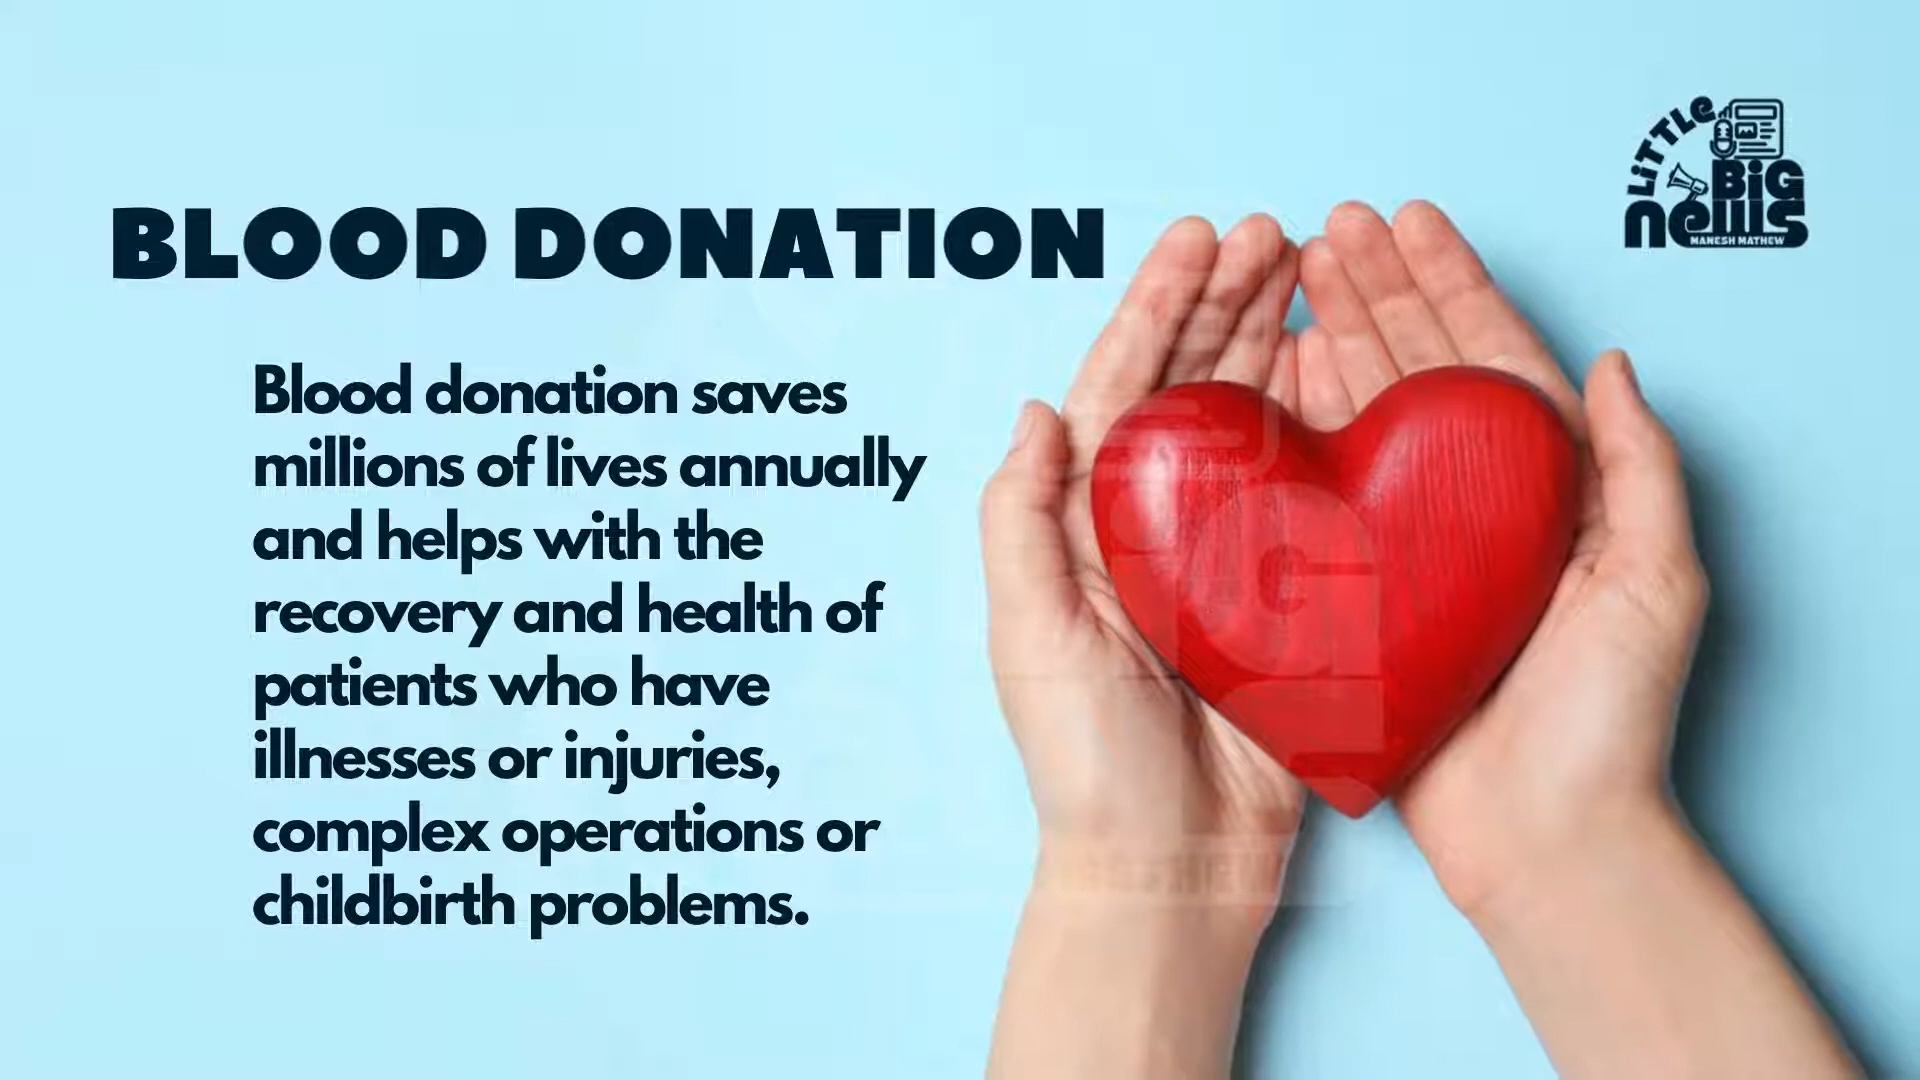 LiTTLe
BiG
news
MANESH MATHEW
BLOOD DONATION
Blood donation saves
millions of lives annually
and helps with the
recovery and health of
patients who have
illnesses or injuries,
complex operations or
childbirth problems.